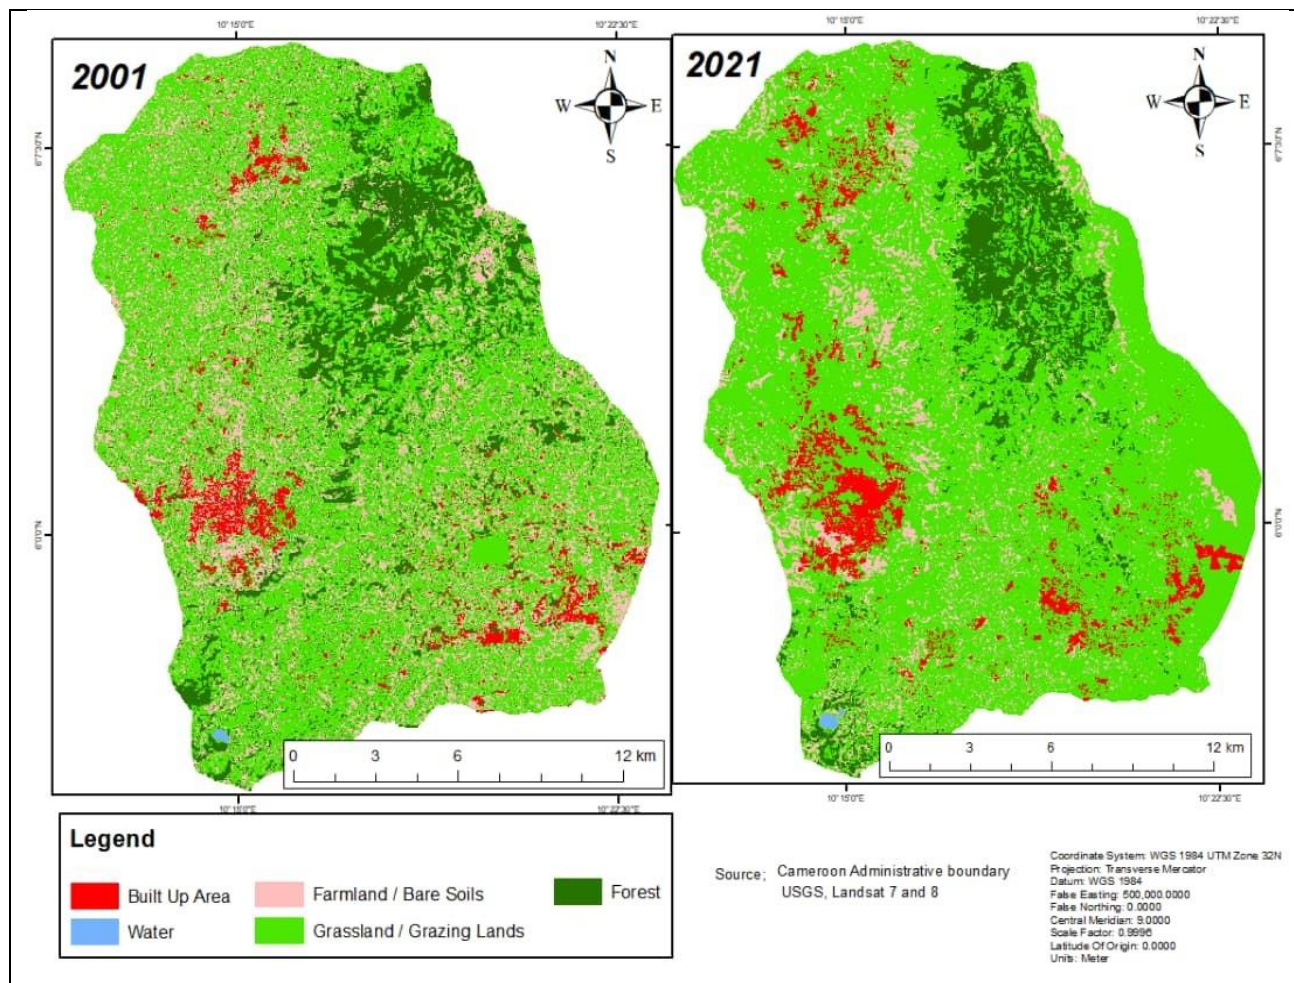 10°15'0"E 10°22'30"E 10°15'0"E 10°22'30"E
2001
N
W E
S
2021
N
W E
S
6°7'30"N
6°7'30"N
6°0'0"N
6°0'0"N
0 3 6 12 km
0 3 6 12 km
10°15'0"E 10°22'30"E 10°15'0"E 10°22'30"E
Legend
Built Up Area
Farmland / Bare Soils
Forest
Water
Grassland / Grazing Lands
Source; Cameroon Administrative boundary
USGS, Landsat 7 and 8
Coordinate System: WGS 1984 UTM Zone 32N
Projection: Transverse Mercator
Datum: WGS 1984
False Easting: 500,000.0000
False Northing: 0.0000
Central Meridian: 9.0000
Scale Factor: 0.9996
Latitude Of Origin: 0.0000
Units: Meter